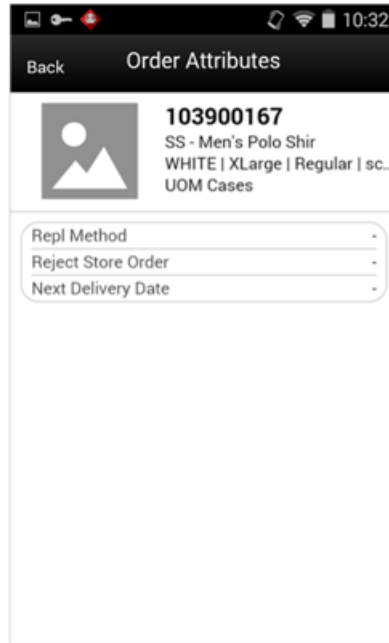 10:32
Back
Order Attributes
103900167
SS - Men's Polo Shir
WHITE | XLarge | Regular | sc..
UOM Cases
Repl Method -
Reject Store Order -
Next Delivery Date -